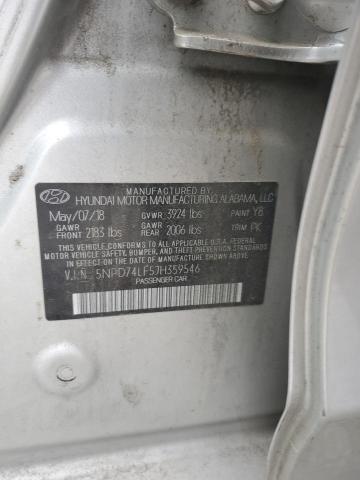 MANUFACTURED BY
HYUNDAI MOTOR MANUFACTURING ALABAMA, LLC
May/07/18 GVWR 3924 lbs PAINT Y8
GAWR FRONT 2183 lbs GAWR REAR 2006 lbs TRIM PK
THIS VEHICLE CONFORMS TO ALL APPLICABLE U.S. FEDERAL
MOTOR VEHICLE SAFETY, BUMPER, AND THEFT PREVENTION STANDARDS
IN EFFECT ON THE DATE OF MANUFACTURE SHOWN ABOVE.
V.I.N. 5NPD74LF57H359546
PASSENGER CAR